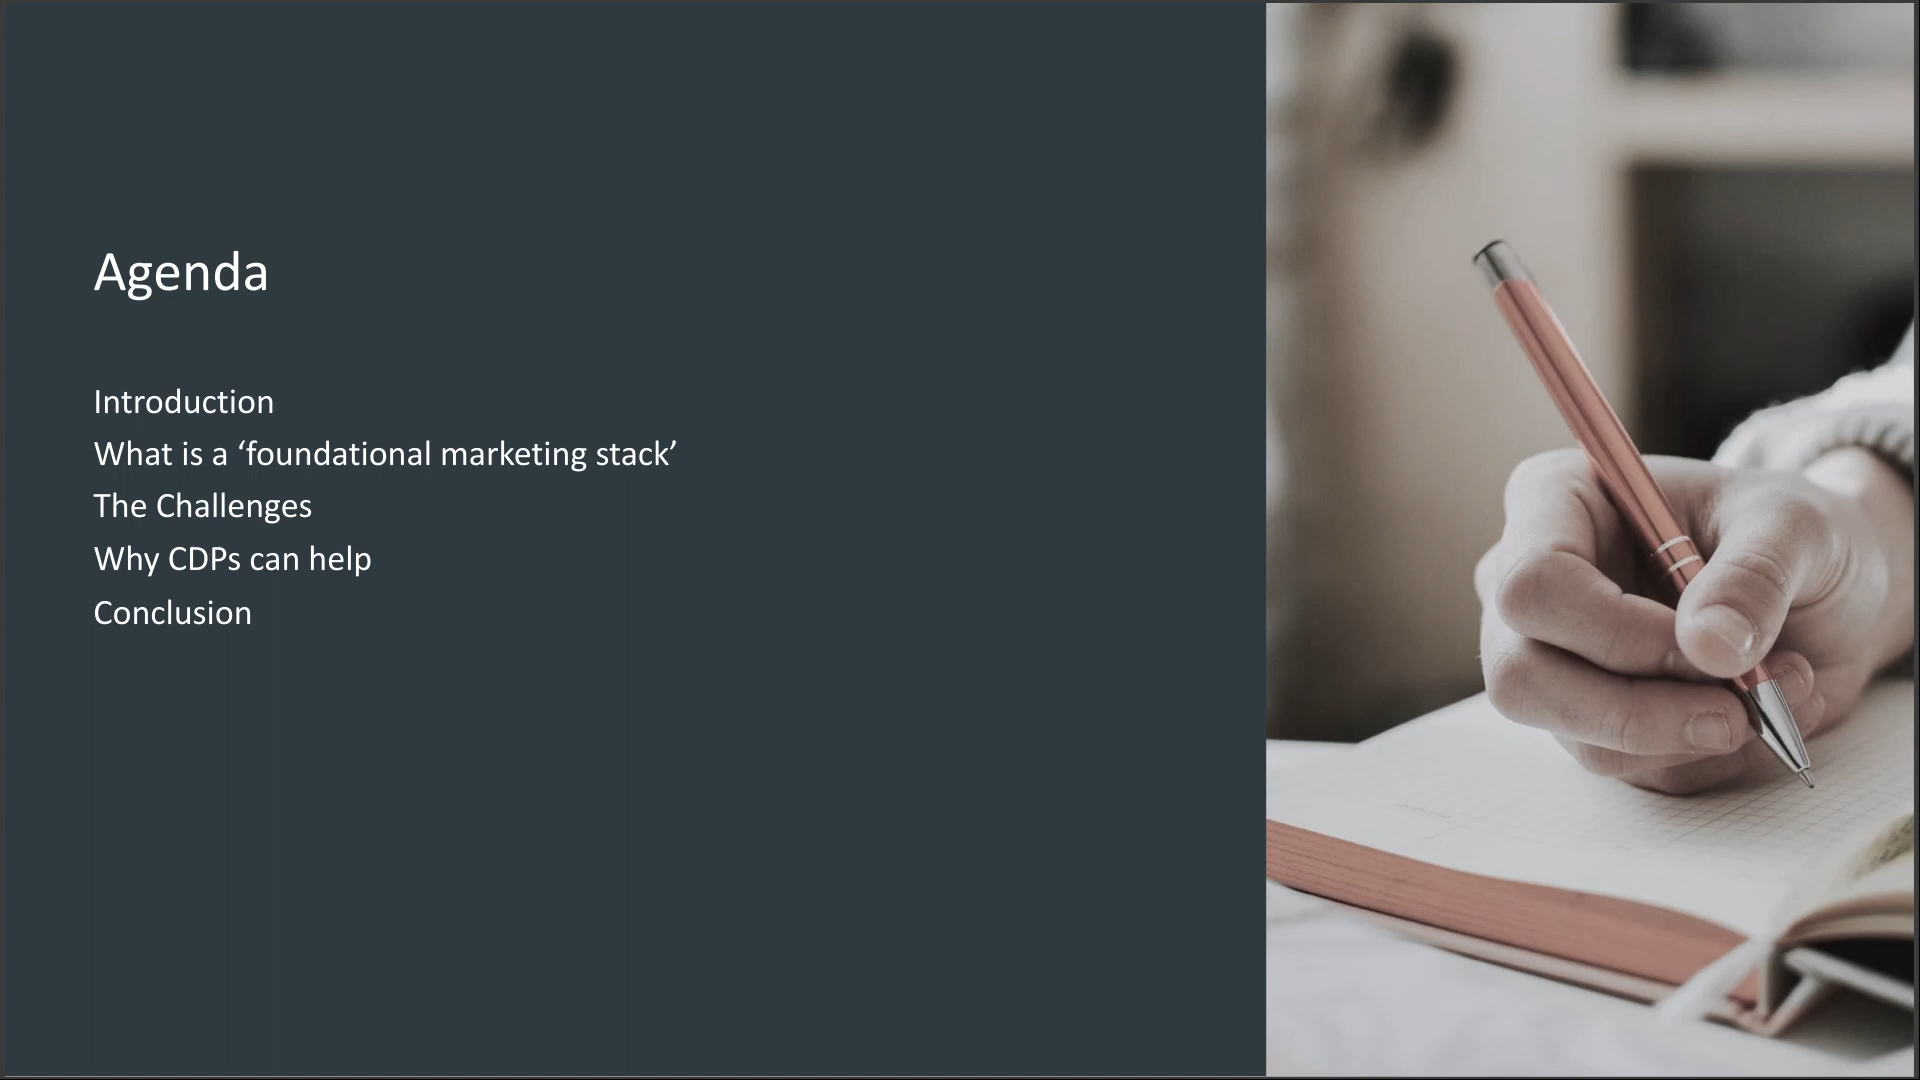 Agenda
Introduction
What is a ‘foundational marketing stack’
The Challenges
Why CDPs can help
Conclusion